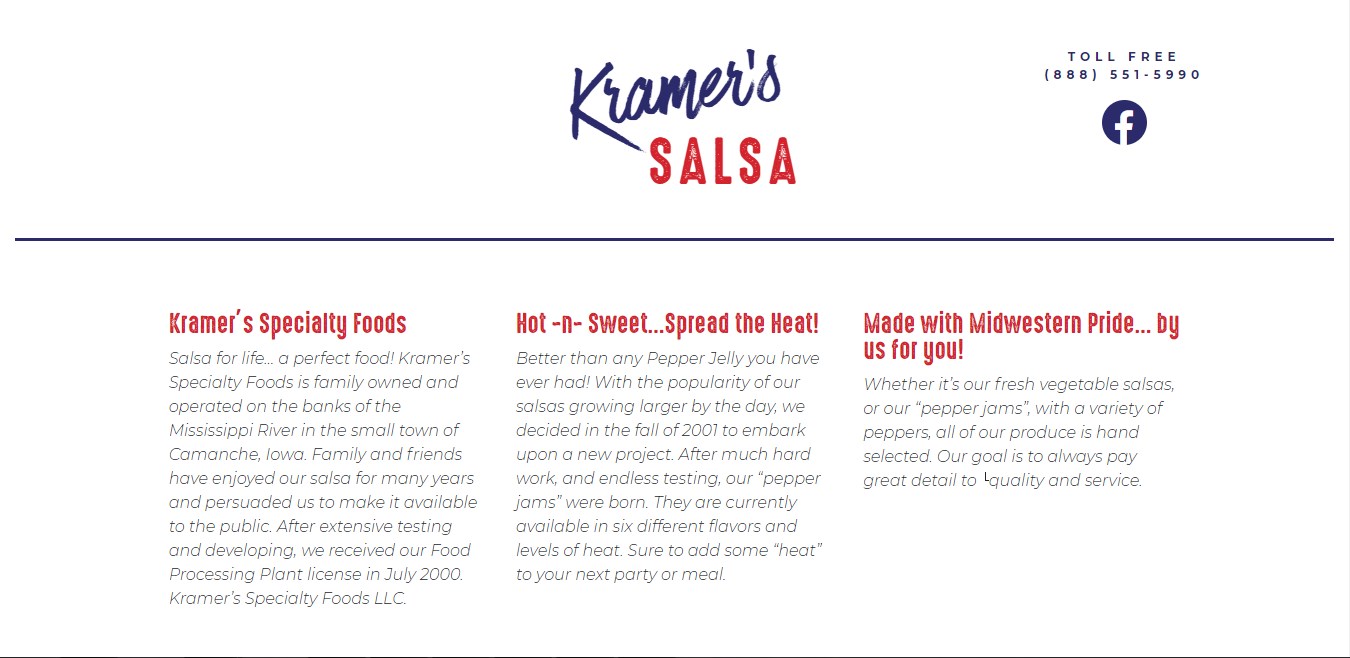 Kramer's
SALSA
TOLL FREE
(888) 551-5990
Kramer's Specialty Foods
Salsa for life... a perfect food! Kramer's
Specialty Foods is family owned and
operated on the banks of the
Mississippi River in the small town of
Camanche, Iowa. Family and friends
have enjoyed our salsa for many years
and persuaded us to make it available
to the public. After extensive testing
and developing, we received our Food
Processing Plant license in July 2000.
Kramer's Specialty Foods LLC.
Hot -n- Sweet...Spread the Heat!
Better than any Pepper Jelly you have
ever had! With the popularity of our
salsas growing larger by the day, we
decided in the fall of 2001 to embark
upon a new project. After much hard
work, and endless testing, our “pepper
jams” were born. They are currently
available in six different flavors and
levels of heat. Sure to add some “heat”
to your next party or meal.
Made with Midwestern Pride... by
us for you!
Whether it’s our fresh vegetable salsas,
or our “pepper jams”, with a variety of
peppers, all of our produce is hand
selected. Our goal is to always pay
great detail to quality and service.